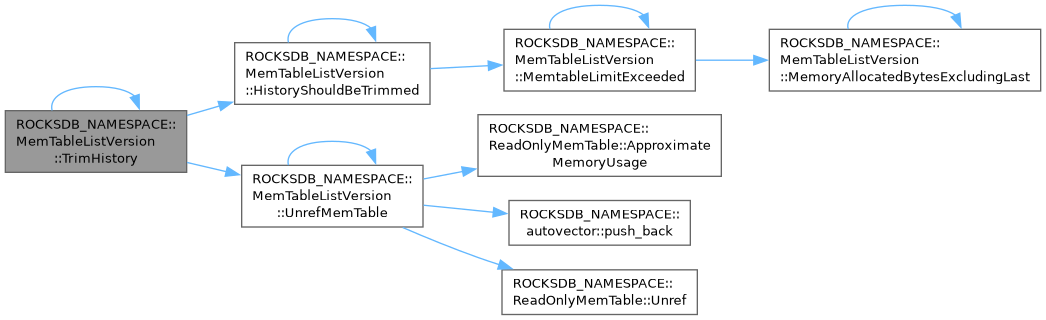 ROCKSDB_NAMESPACE::
MemTableListVersion
::TrimHistory
ROCKSDB_NAMESPACE::
MemTableListVersion
::HistoryShouldBeTrimmed
ROCKSDB_NAMESPACE::
MemTableListVersion
::MemtableLimitExceeded
ROCKSDB_NAMESPACE::
MemTableListVersion
::MemoryAllocatedBytesExcludingLast
ROCKSDB_NAMESPACE::
MemTableListVersion
::UnrefMemTable
ROCKSDB_NAMESPACE::
ReadOnlyMemTable::Approximate
MemoryUsage
ROCKSDB_NAMESPACE::
autovector::push_back
ROCKSDB_NAMESPACE::
ReadOnlyMemTable::Unref